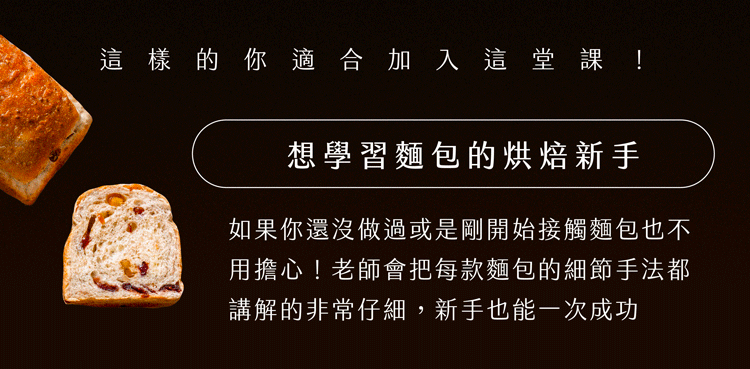 這樣的你適合加入這堂課！
想學習麵包的烘焙新手
如果你還沒做過或是剛開始接觸麵包也不
用擔心！老師會把每款麵包的細節手法都
講解的非常仔細，新手也能一次成功